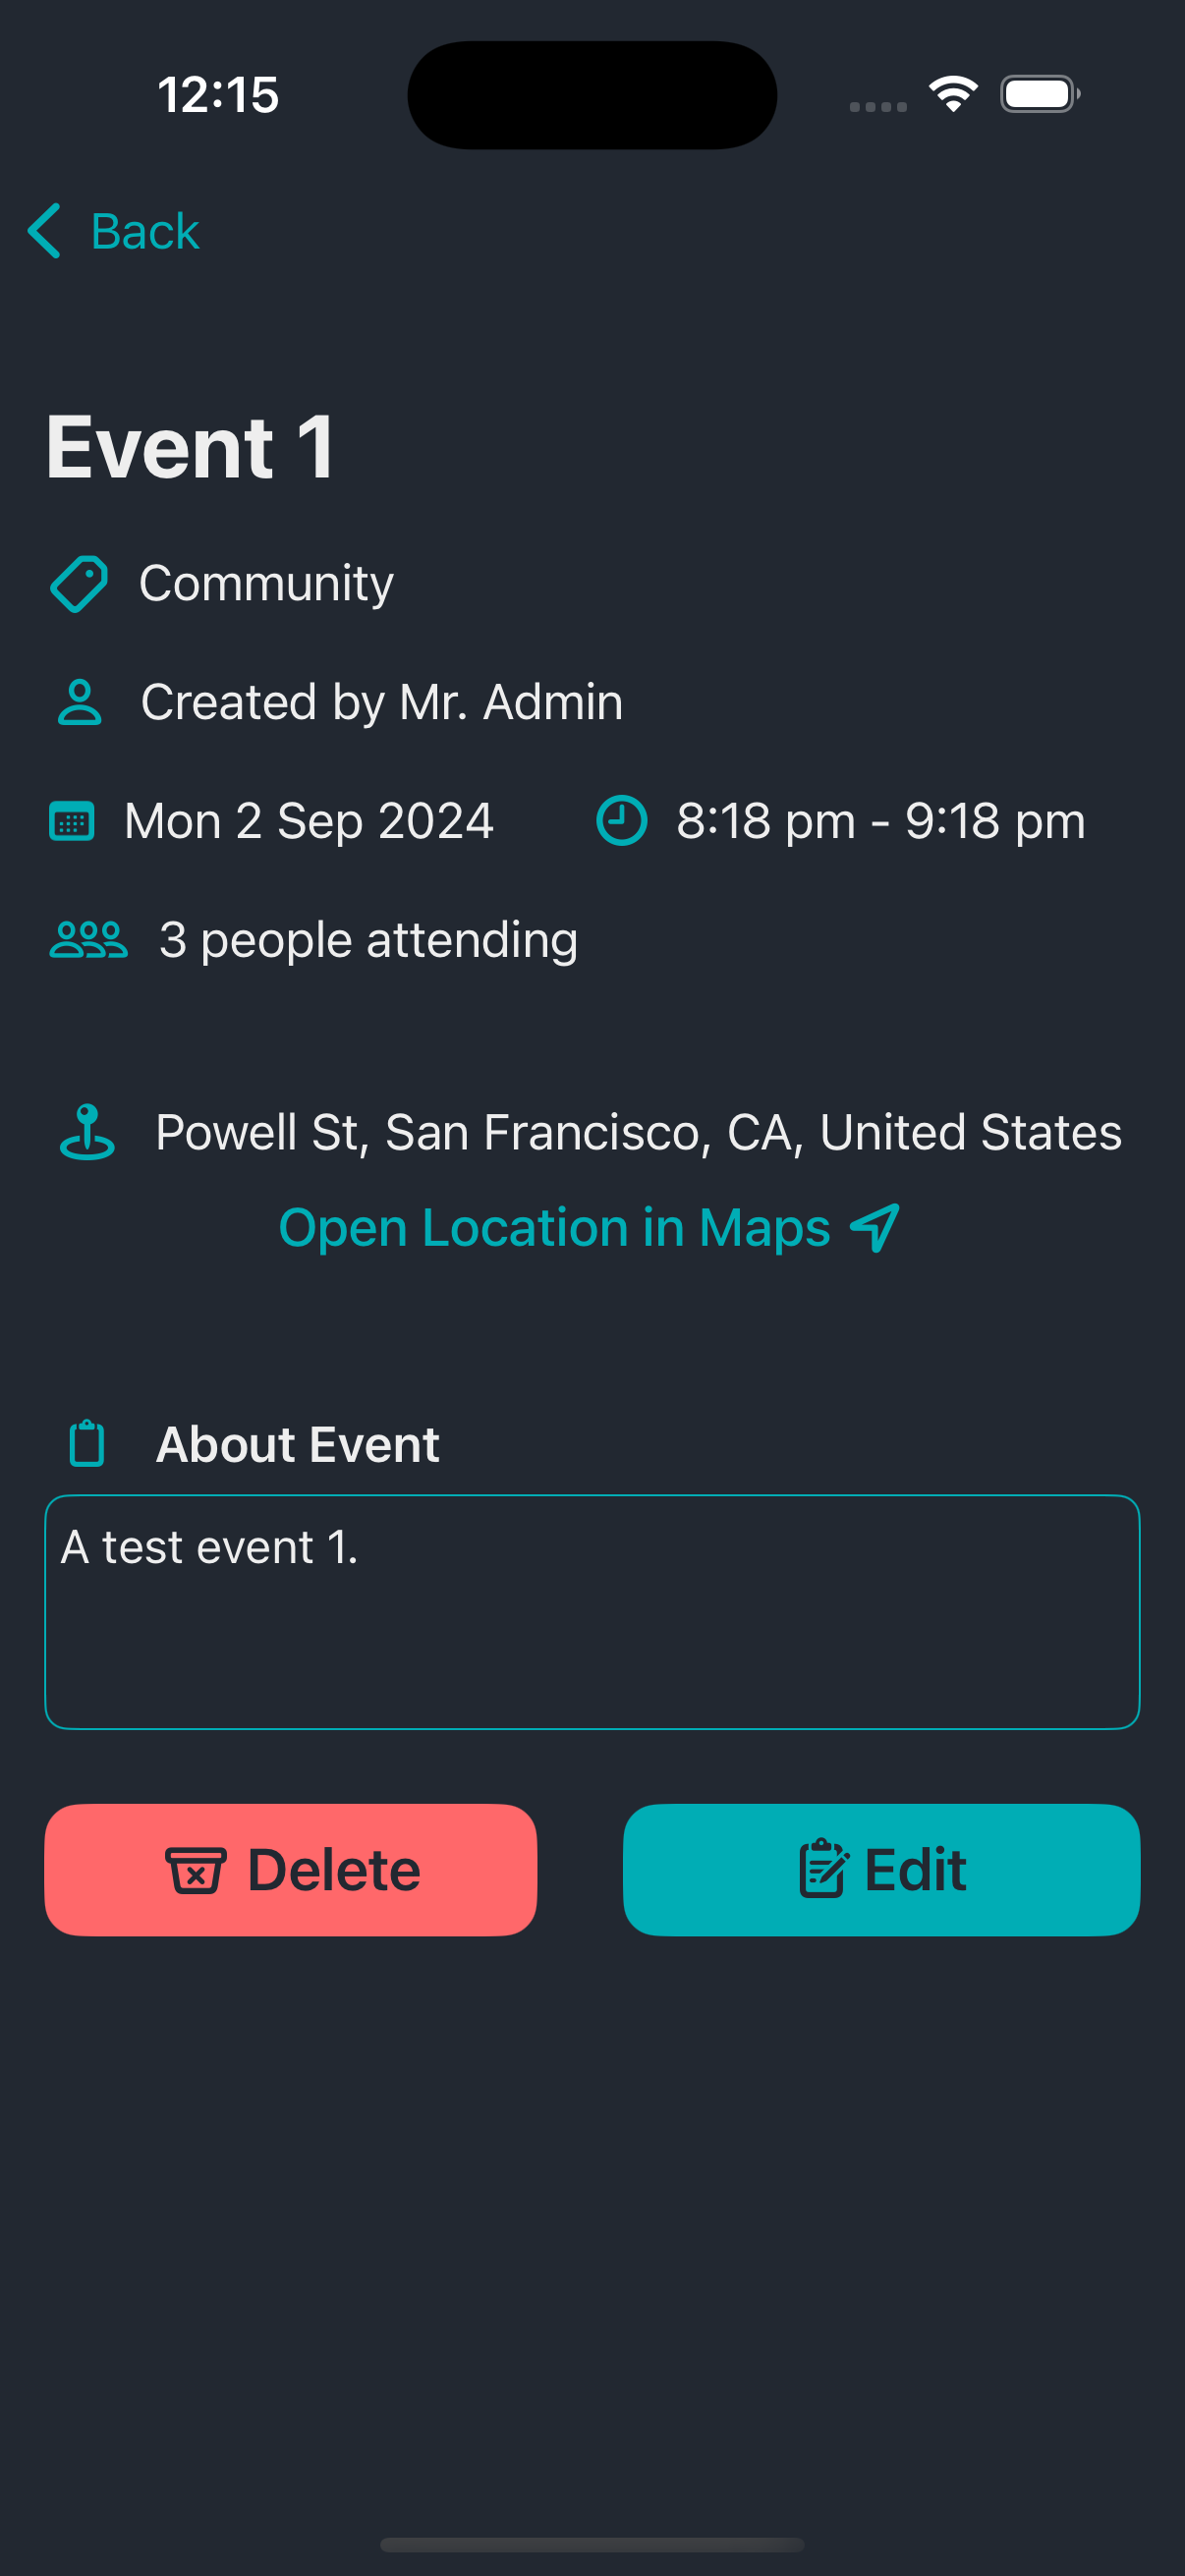 12:15
Back
Event 1
Community
Created by Mr. Admin
Mon 2 Sep 2024 8:18 pm - 9:18 pm
3 people attending
Powell St, San Francisco, CA, United States
Open Location in Maps
About Event
A test event 1.
Delete Edit